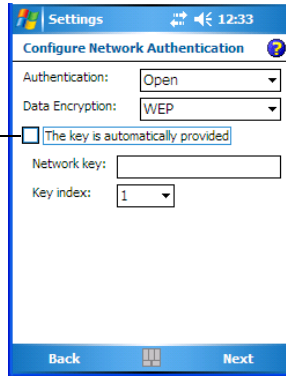 Settings 12:33
Configure Network Authentication ?
Authentication: Open
Data Encryption: WEP
The key is automatically provided
Network key:
Key index: 1
Back Next